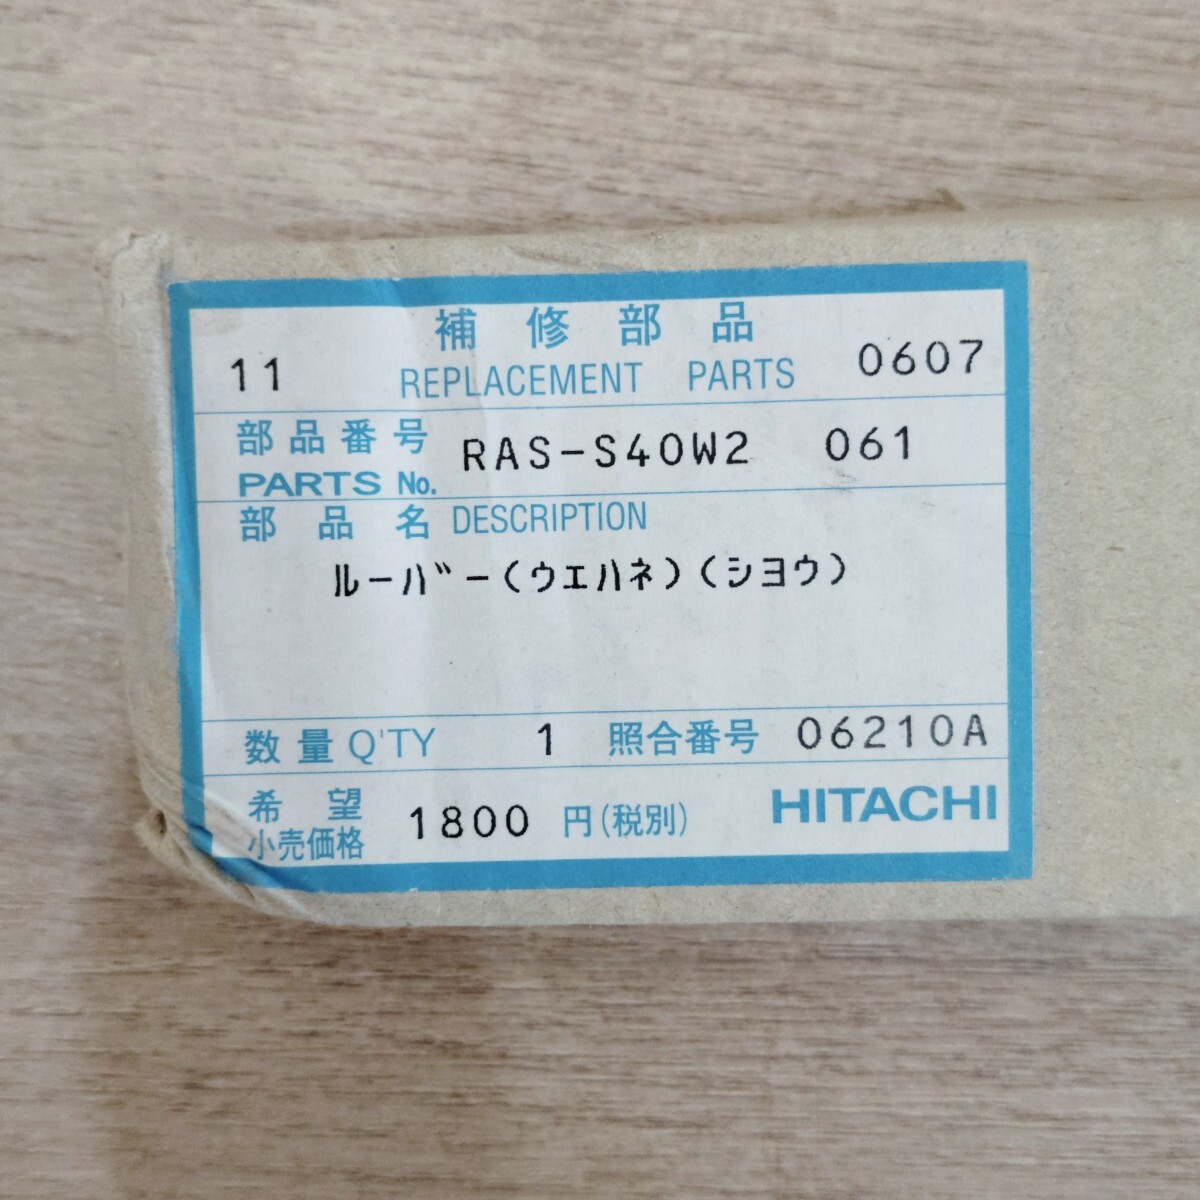 補修部品
11 REPLACEMENT PARTS 0607
部品番号
PARTS No. RAS-S40W2 061
部品名 DESCRIPTION
ルーバー(ウエハネ)(シヨウ)
数量 Q'TY 1 照合番号 06210A
希望
小売価格 1800 円(税別) HITACHI